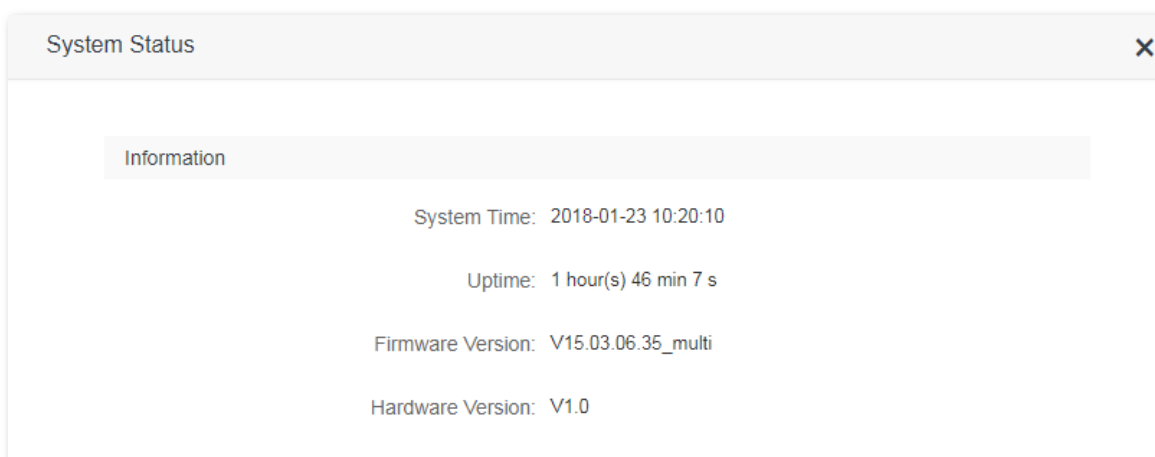 System Status
Information
System Time: 2018-01-23 10:20:10
Uptime: 1 hour(s) 46 min 7 s
Firmware Version: V15.03.06.35_multi
Hardware Version: V1.0